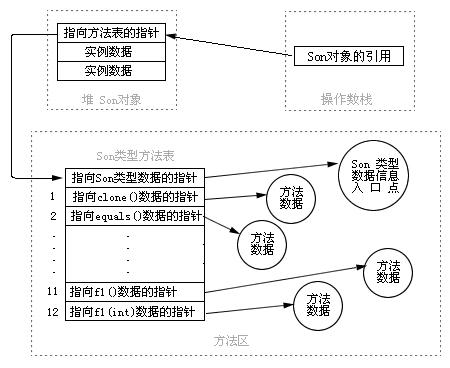 指向方法表的指针
实例数据
实例数据
堆 Son对象
Son对象的引用
操作数栈
Son类型方法表
指向Son类型数据的指针
1 指向clone()数据的指针
2 指向equals()数据的指针
11 指向f1()数据的指针
12 指向f1(int)数据的指针
Son 类型
数据信息
入 口 点
方法
数据
方法
数据
方法
数据
方法
数据
方法区